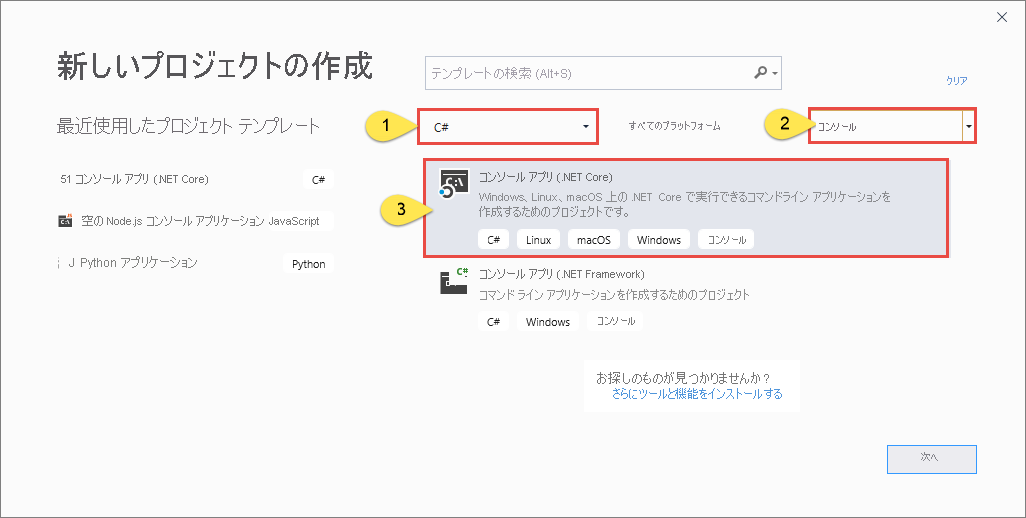 新しいプロジェクトの作成
テンプレートの検索 (Alt+S)
クリア
最近使用したプロジェクト テンプレート
1
C#
すべてのプラットフォーム
2
コンソール
51 コンソール アプリ (.NET Core)
C#
空の Node.js コンソール アプリケーション JavaScript
J Python アプリケーション
Python
3
コンソール アプリ (.NET Core)
Windows、Linux、macOS 上の .NET Core で実行できるコマンドライン アプリケーションを
作成するためのプロジェクトです。
C#
Linux
macOS
Windows
コンソール
C#
コンソール アプリ (.NET Framework)
コマンド ライン アプリケーションを作成するためのプロジェクト
C#
Windows
コンソール
お探しのものが見つかりませんか?
さらにツールと機能をインストールする
次へ